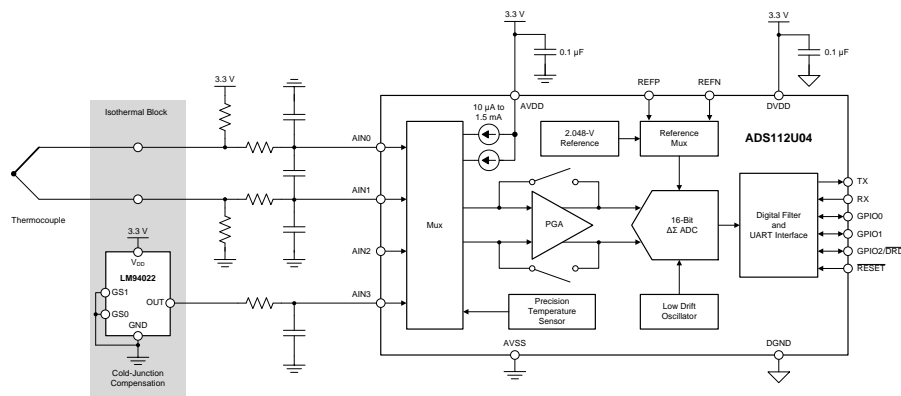 3.3 V
0.1 µF
3.3 V
0.1 µF
3.3 V
Isothermal Block
10 µA to
1.5 mA
AVDD
REFP
REFN
DVDD
ADS112U04
2.048-V
Reference
Reference
Mux
AIN0
AIN1
AIN2
AIN3
Thermocouple
Mux
PGA
16-Bit
ΔΣ ADC
Digital Filter
and
UART Interface
TX
RX
GPIO0
GPIO1
GPIO2/DRD
RESET
3.3 V
VDD
LM94022
GS1
GS0
OUT
GND
Precision
Temperature
Sensor
Low Drift
Oscillator
Cold-Junction
Compensation
AVSS
DGND